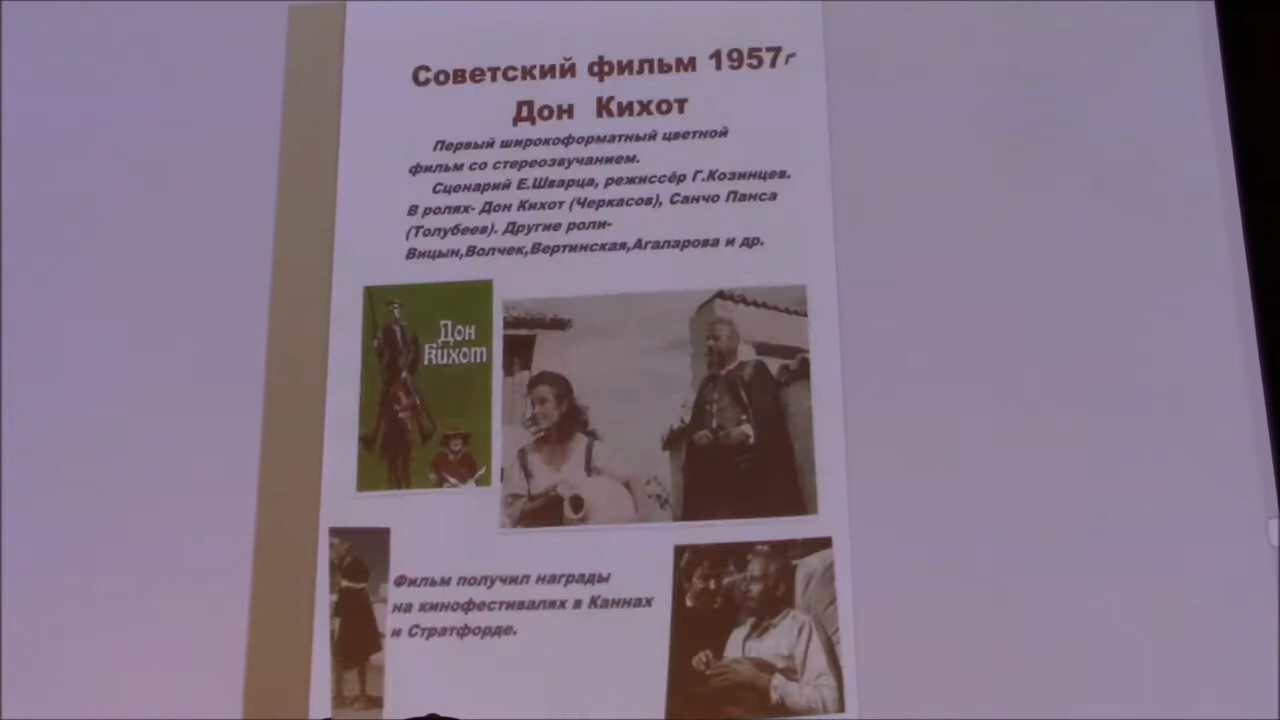 Советский фильм 1957г
Дон Кихот
Первый широкоформатный цветной
фильм со стереозвучанием.
Сценарий Е.Шварца, режиссёр Г.Козинцев.
В ролях- Дон Кихот (Черкасов), Санчо Панса
(Толубеев). Другие роли-
Вицын,Волчек,Вертинская,Агаларова и др.
Дон
Кихот
Фильм получил награды
на кинофестивалях в Каннах
и Стратфорде.